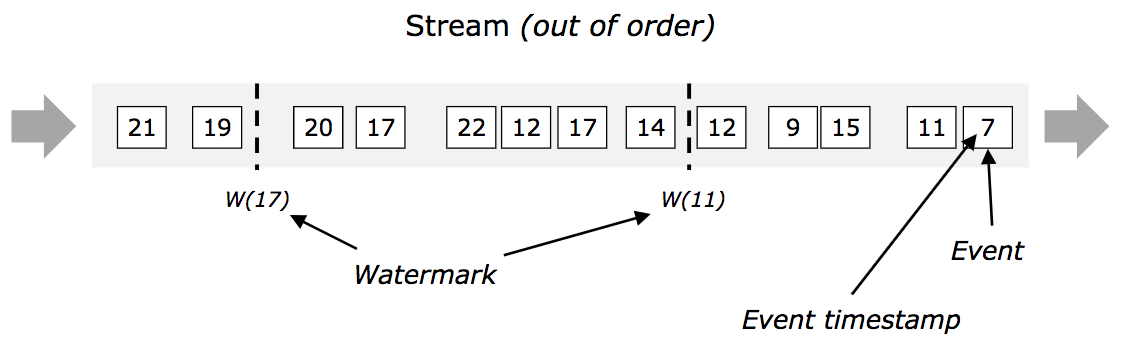 Stream (out of order)
21 19 20 17 22 12 17 14 12 9 15 11 7
W(17) W(11)
Event
Watermark
Event timestamp